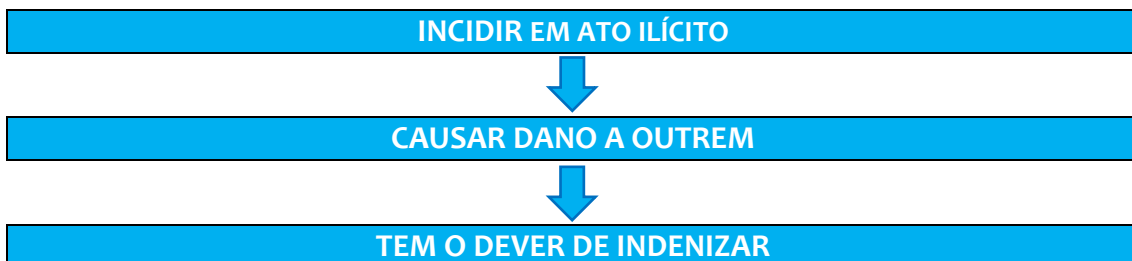 INCIDIR EM ATO ILÍCITO
CAUSAR DANO A OUTREM
TEM O DEVER DE INDENIZAR